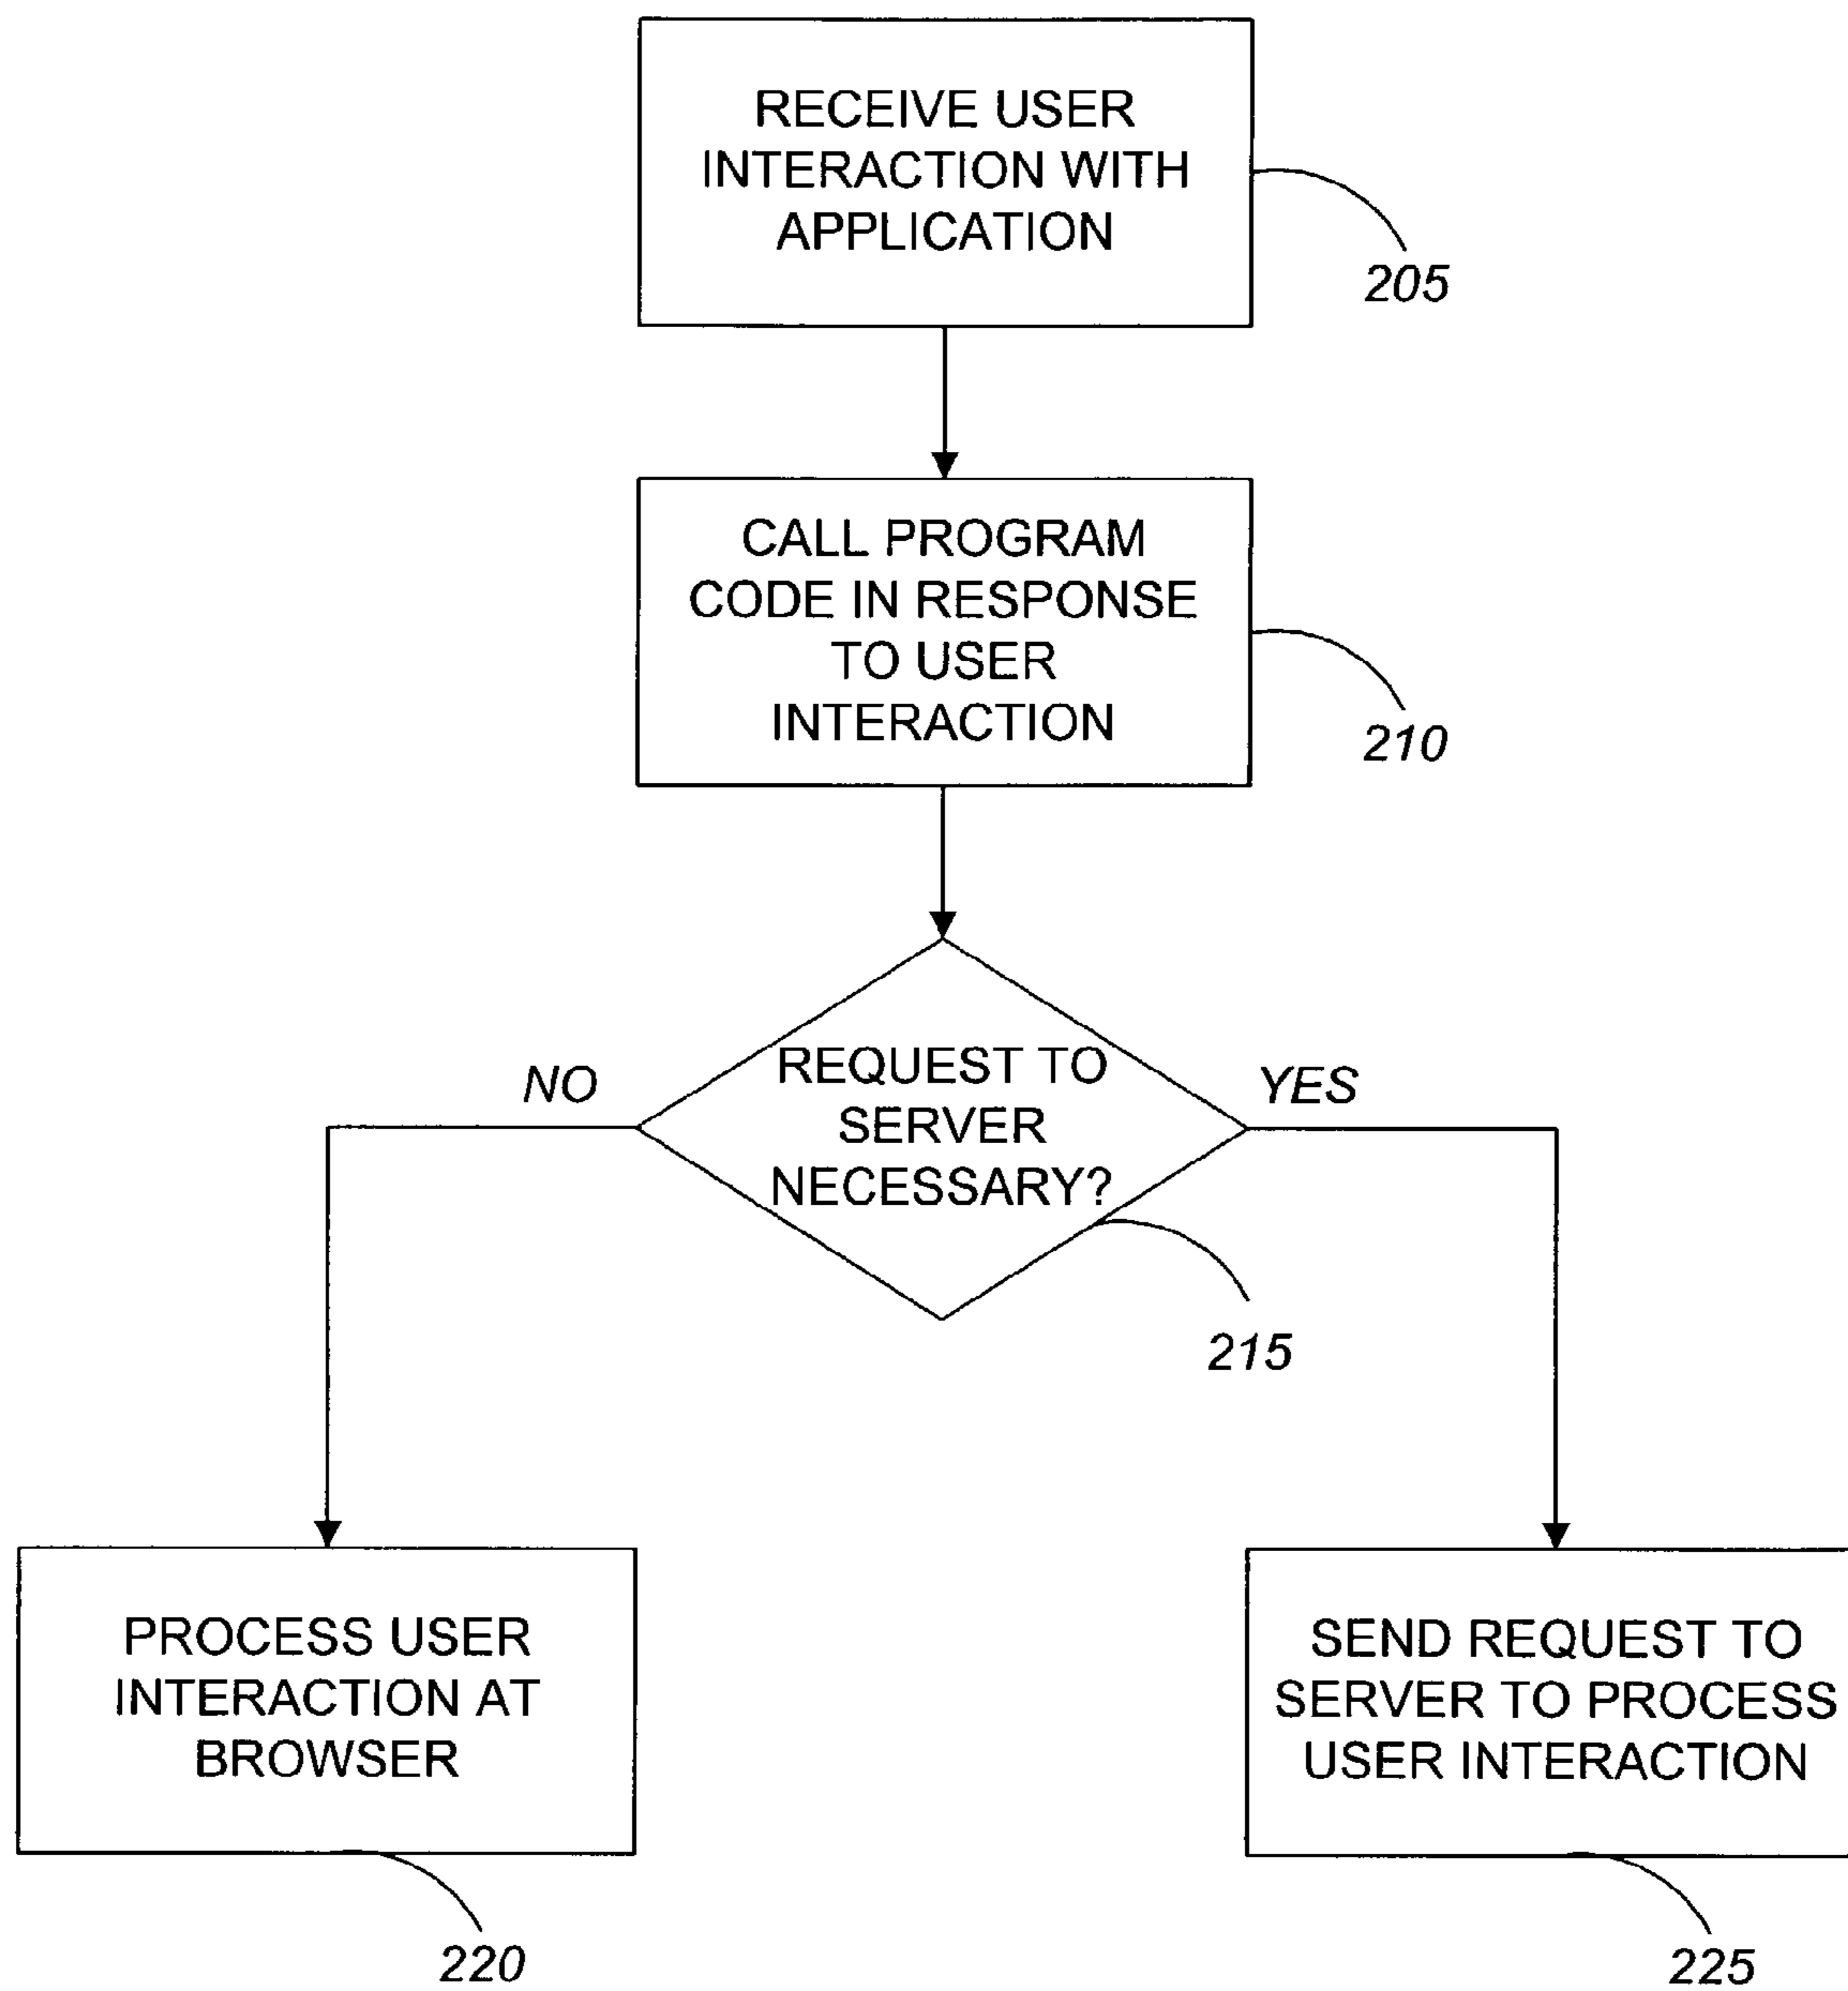 RECEIVE USER
INTERACTION WITH
APPLICATION
205
CALL PROGRAM
CODE IN RESPONSE
TO USER
INTERACTION
210
NO
REQUEST TO
SERVER
NECESSARY?
YES
215
PROCESS USER
INTERACTION AT
BROWSER
220
SEND REQUEST TO
SERVER TO PROCESS
USER INTERACTION
225